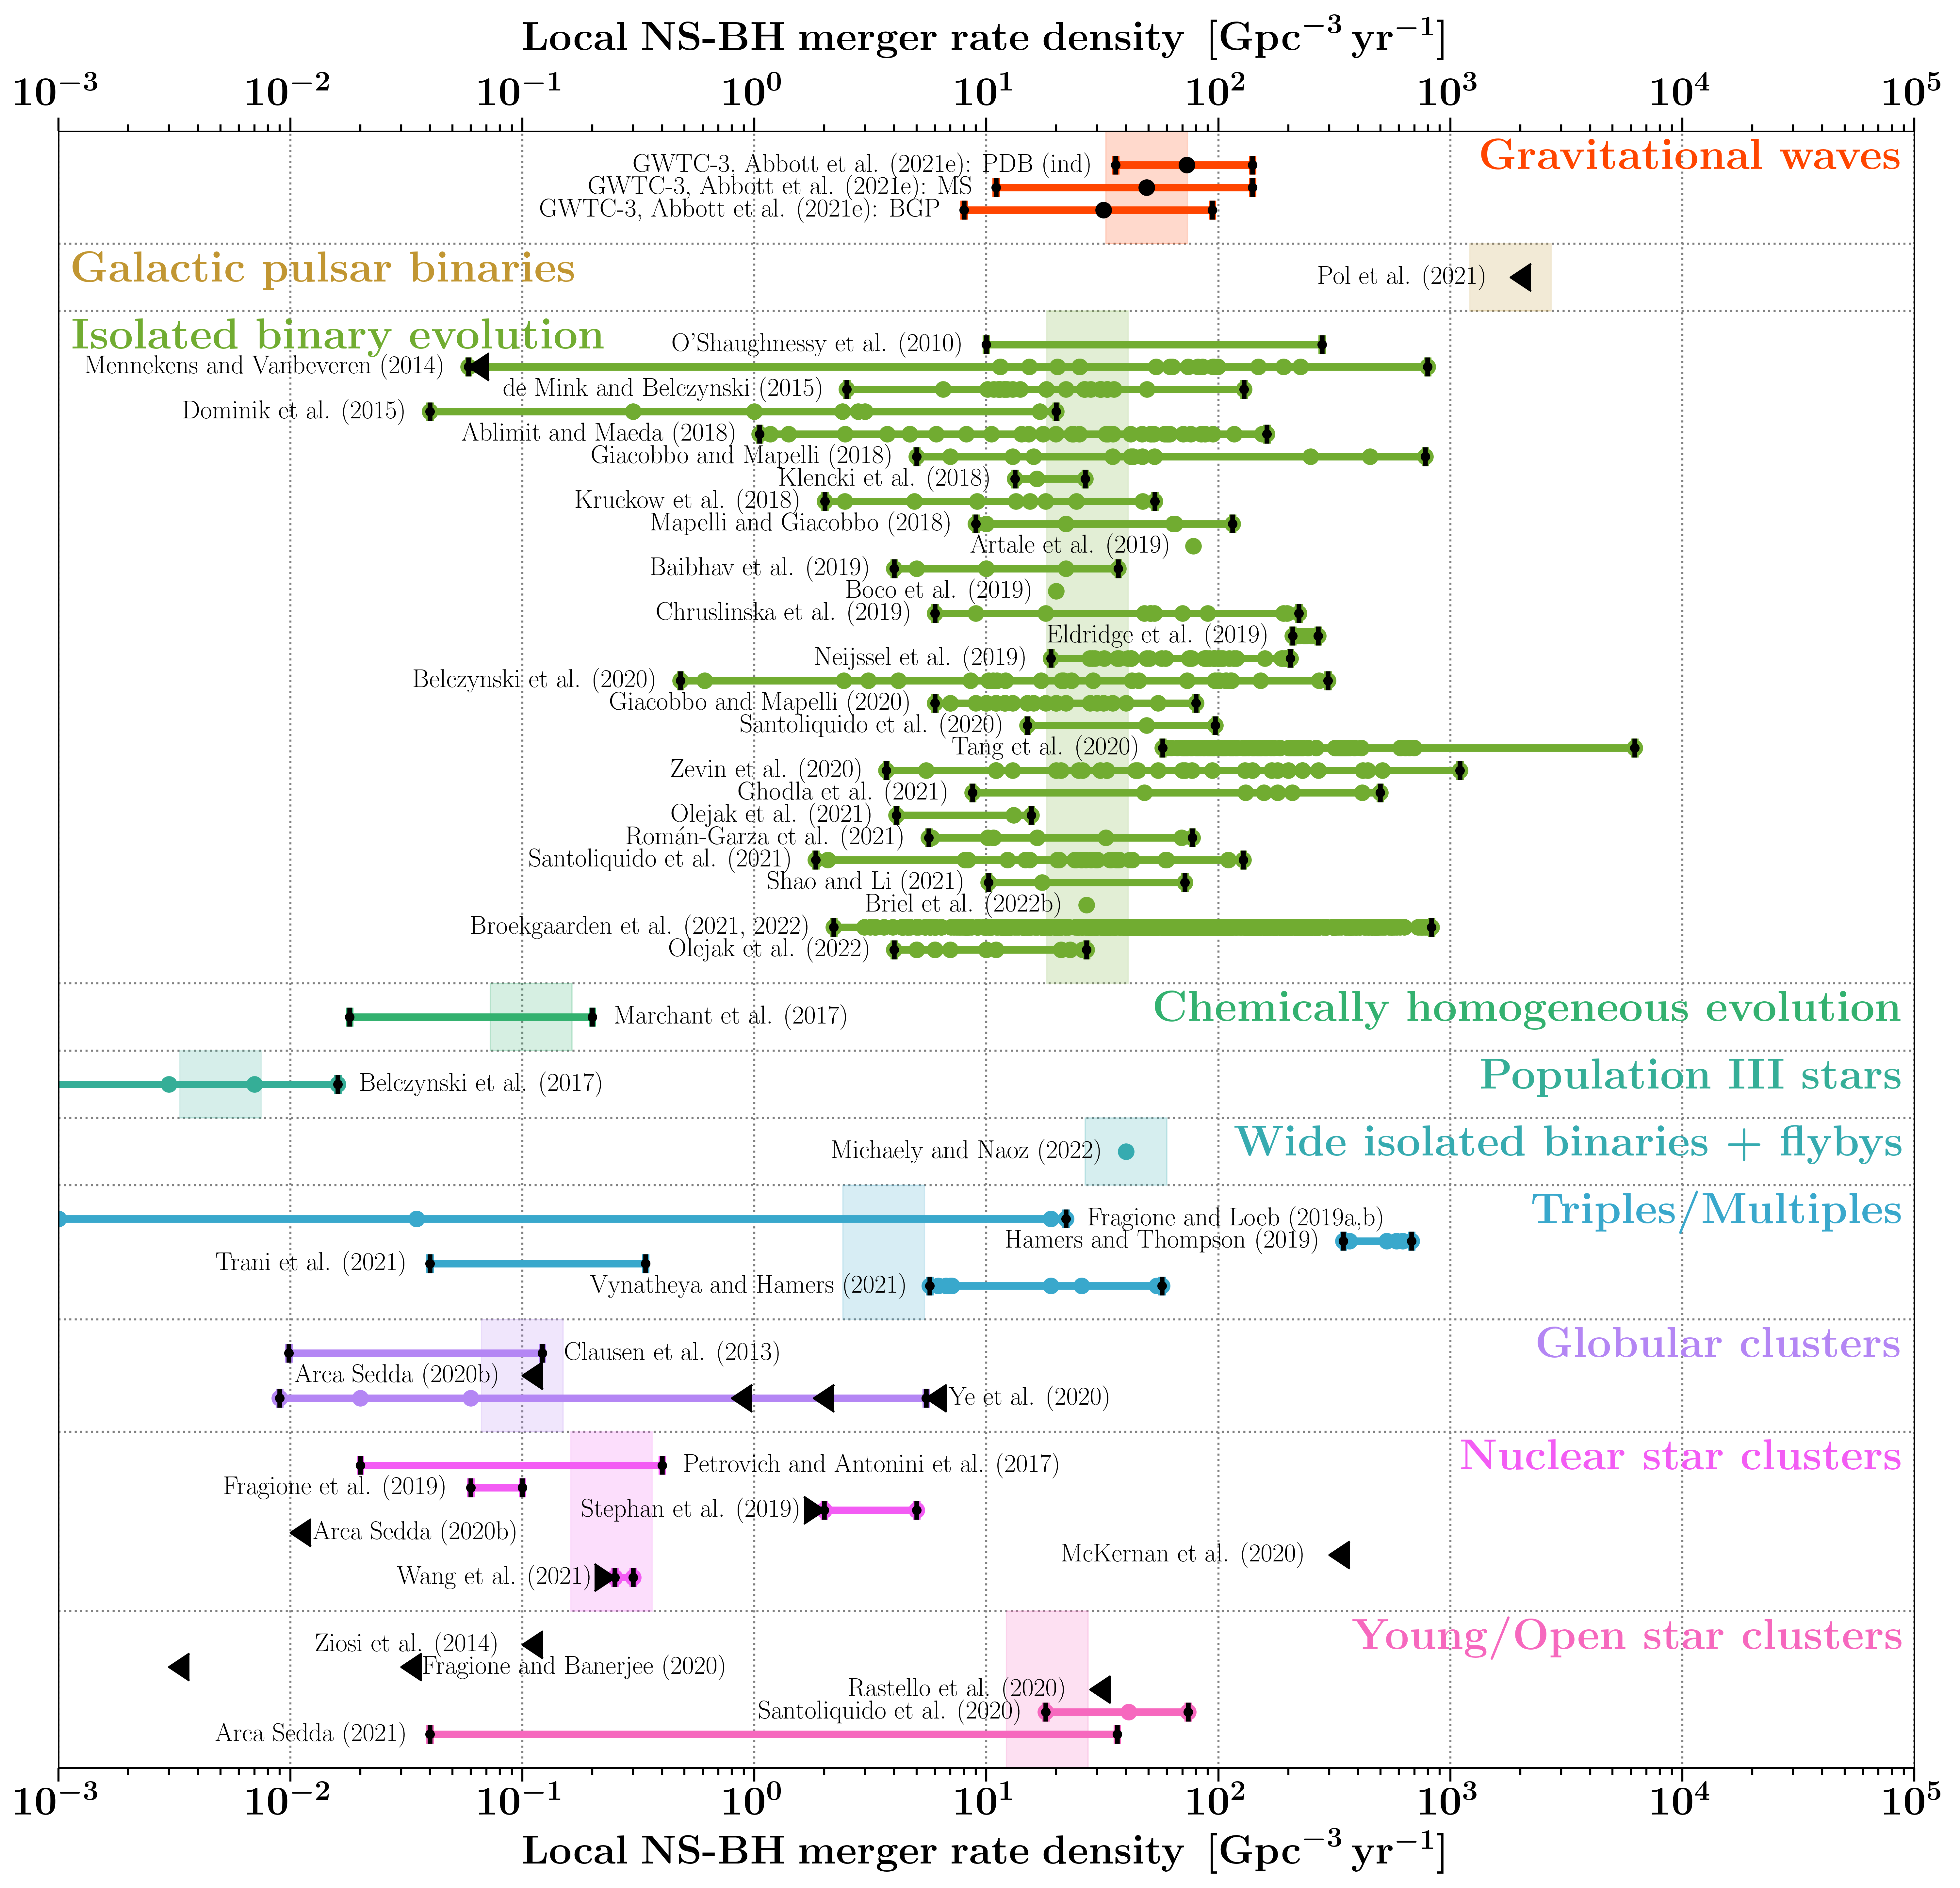 Local NS-BH merger rate density [Gpc⁻³ yr⁻¹]
10⁻³ 10⁻² 10⁻¹ 10⁰ 10¹ 10² 10³ 10⁴ 10⁵
Gravitational waves
GWTC-3, Abbott et al. (2021e): PDB (ind)
GWTC-3, Abbott et al. (2021e): MS
GWTC-3, Abbott et al. (2021e): BGP
Galactic pulsar binaries
Pol et al. (2021)
Isolated binary evolution
O'Shaughnessy et al. (2010)
Mennekens and Vanbeveren (2014)
de Mink and Belczynski (2015)
Dominik et al. (2015)
Ablimit and Maeda (2018)
Giacobbo and Mapelli (2018)
Klencki et al. (2018)
Kruckow et al. (2018)
Mapelli and Giacobbo (2018)
Artale et al. (2019)
Baibhav et al. (2019)
Boco et al. (2019)
Chruslinska et al. (2019)
Eldridge et al. (2019)
Neijssel et al. (2019)
Belczynski et al. (2020)
Giacobbo and Mapelli (2020)
Santoliquido et al. (2020)
Tang et al. (2020)
Zevin et al. (2020)
Ghodla et al. (2021)
Olejak et al. (2021)
Román-Garza et al. (2021)
Santoliquido et al. (2021)
Shao and Li (2021)
Briel et al. (2022b)
Broekgaarden et al. (2021, 2022)
Olejak et al. (2022)
Chemically homogeneous evolution
Marchant et al. (2017)
Population III stars
Belczynski et al. (2017)
Wide isolated binaries + flybys
Michaely and Naoz (2022)
Triples/Multiples
Fragione and Loeb (2019a,b)
Hamers and Thompson (2019)
Trani et al. (2021)
Vynatheya and Hamers (2021)
Globular clusters
Clausen et al. (2013)
Arca Sedda (2020b)
Ye et al. (2020)
Nuclear star clusters
Petrovich and Antonini et al. (2017)
Fragione et al. (2019)
Stephan et al. (2019)
Arca Sedda (2020b)
McKernan et al. (2020)
Wang et al. (2021)
Young/Open star clusters
Ziosi et al. (2014)
Fragione and Banerjee (2020)
Rastello et al. (2020)
Santoliquido et al. (2020)
Arca Sedda (2021)
10⁻³ 10⁻² 10⁻¹ 10⁰ 10¹ 10² 10³ 10⁴ 10⁵
Local NS-BH merger rate density [Gpc⁻³ yr⁻¹]